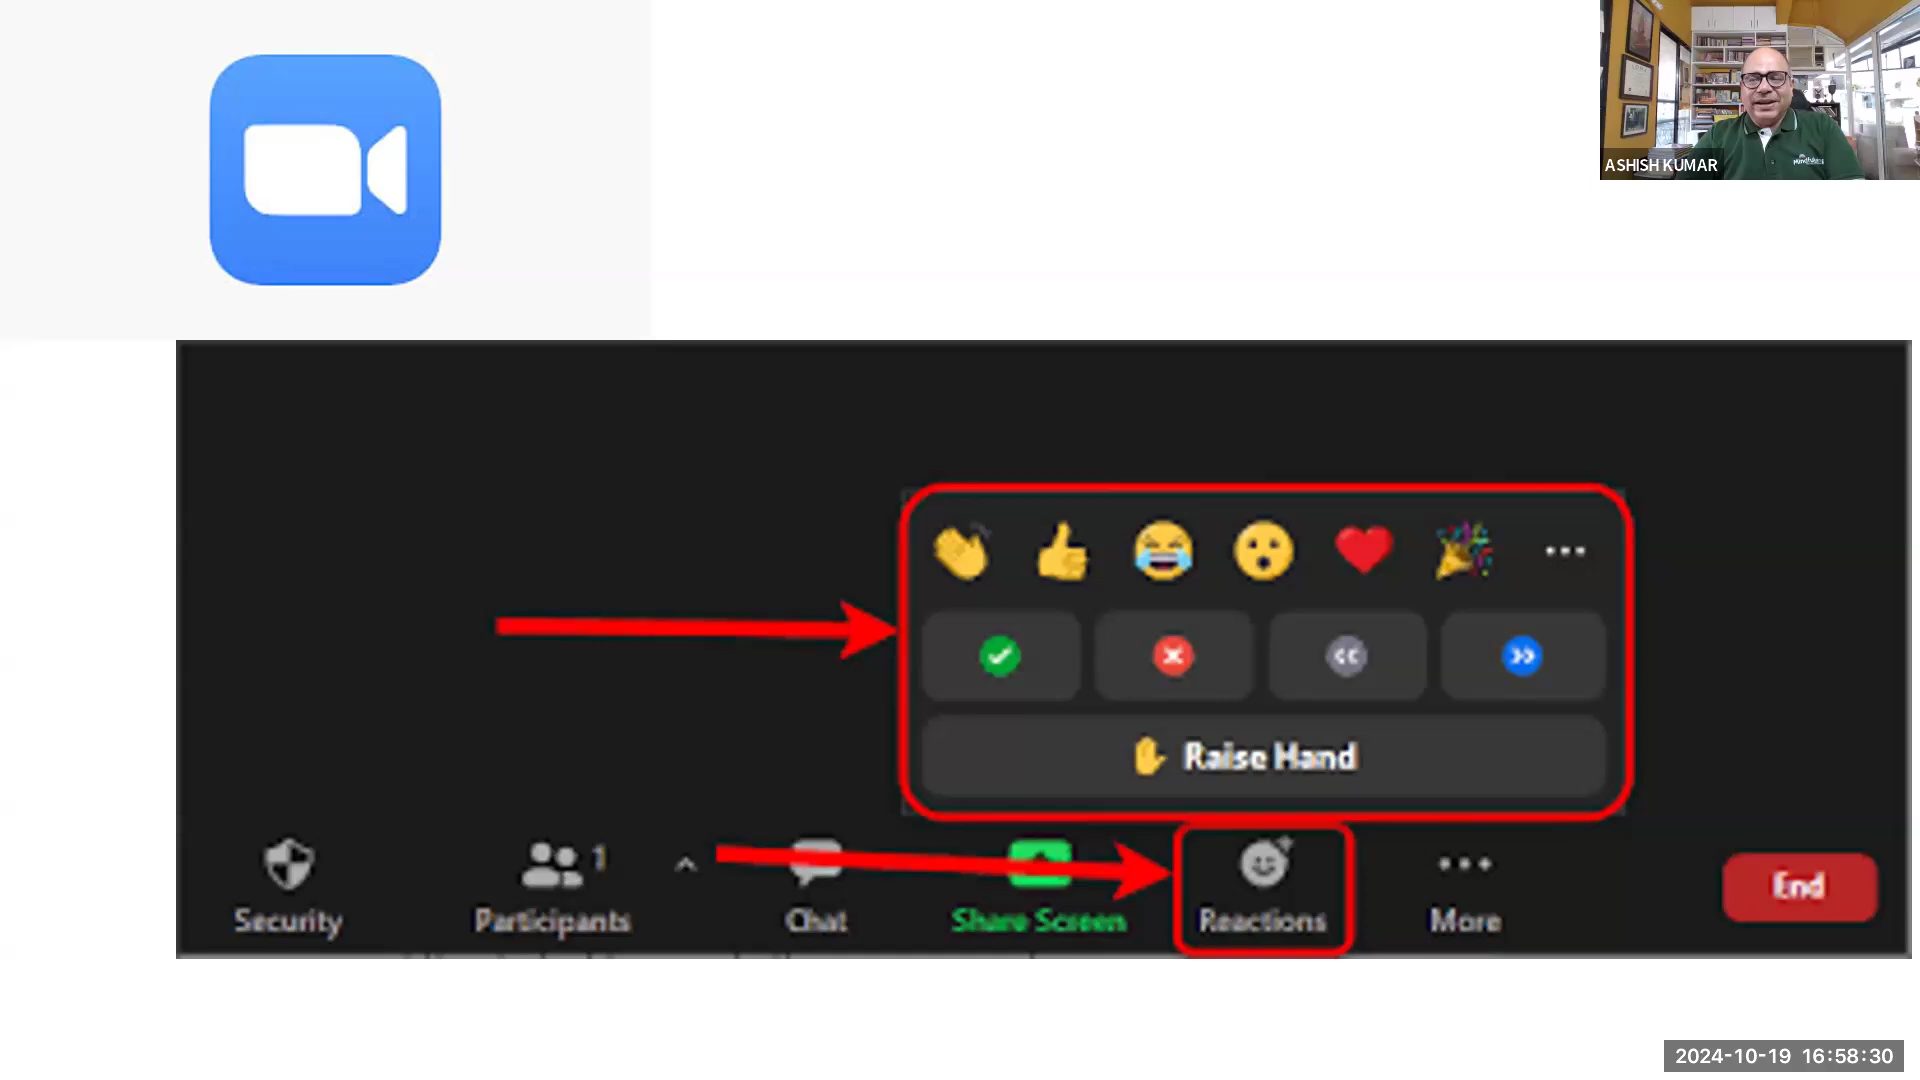 ASHISH KUMAR
Raise Hand
1
Security
Participants
Chat
Share Screen
Reactions
More
End
2024-10-19 16:58:30